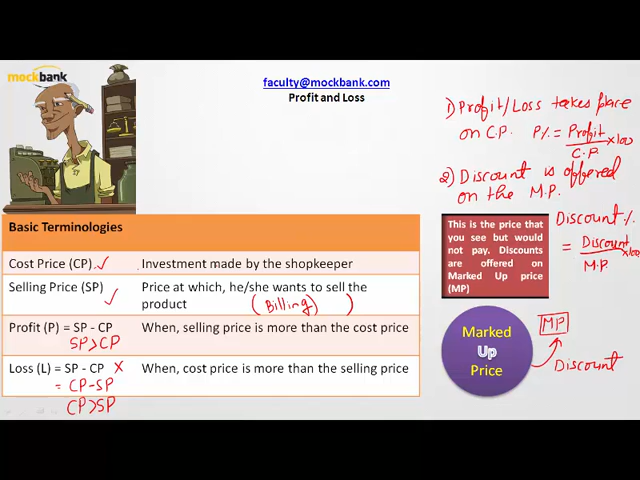 mockbank
faculty@mockbank.com
Profit and Loss
1) Profit/Loss takes place
on C.P. P% = Profit/C.P. ×100
2) Discount is offered
on the M.P.
Discount %
= Discount/M.P. ×100
This is the price that
you see but would
not pay. Discounts
are offered on
Marked Up price
(MP)
Basic Terminologies
Cost Price (CP) ✓ Investment made by the shopkeeper
Selling Price (SP) ✓ Price at which, he/she wants to sell the
product (Billing) )
Profit (P) = SP - CP When, selling price is more than the cost price
SP>CP
Loss (L) = SP - CP X When, cost price is more than the selling price
= CP-SP
CP>SP
Marked
Up
Price
MP
Discount